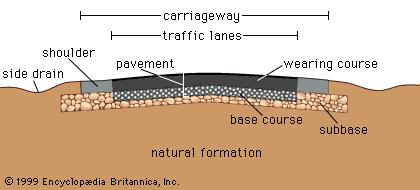 carriageway
traffic lanes
shoulder
pavement
wearing course
side drain
base course
subbase
natural formation
© 1999 Encyclopædia Britannica, Inc.